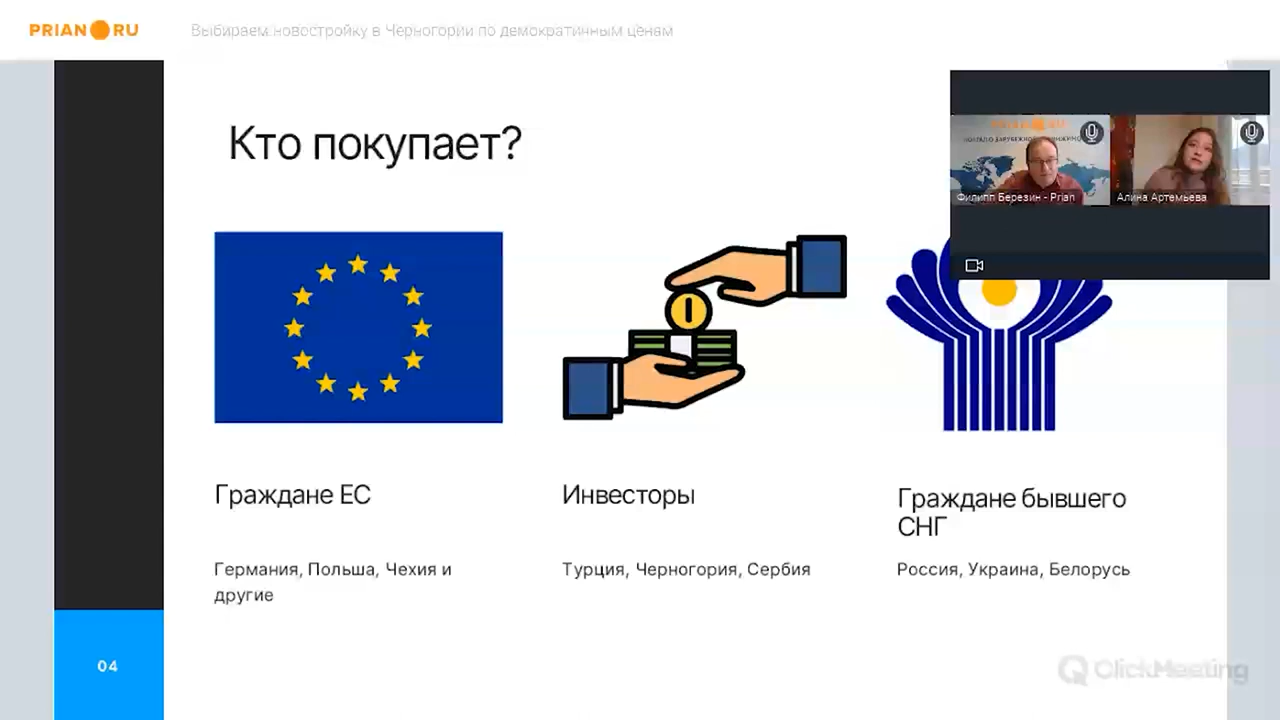 PRIAN RU
Выбираем новостройку в Черногории по демократичным ценам
Кто покупает?
Филипп Березин - Prian
Алина Артемьева
Граждане ЕС
Германия, Польша, Чехия и
другие
Инвесторы
Турция, Черногория, Сербия
Граждане бывшего
СНГ
Россия, Украина, Белорусь
04
ClickMeeting